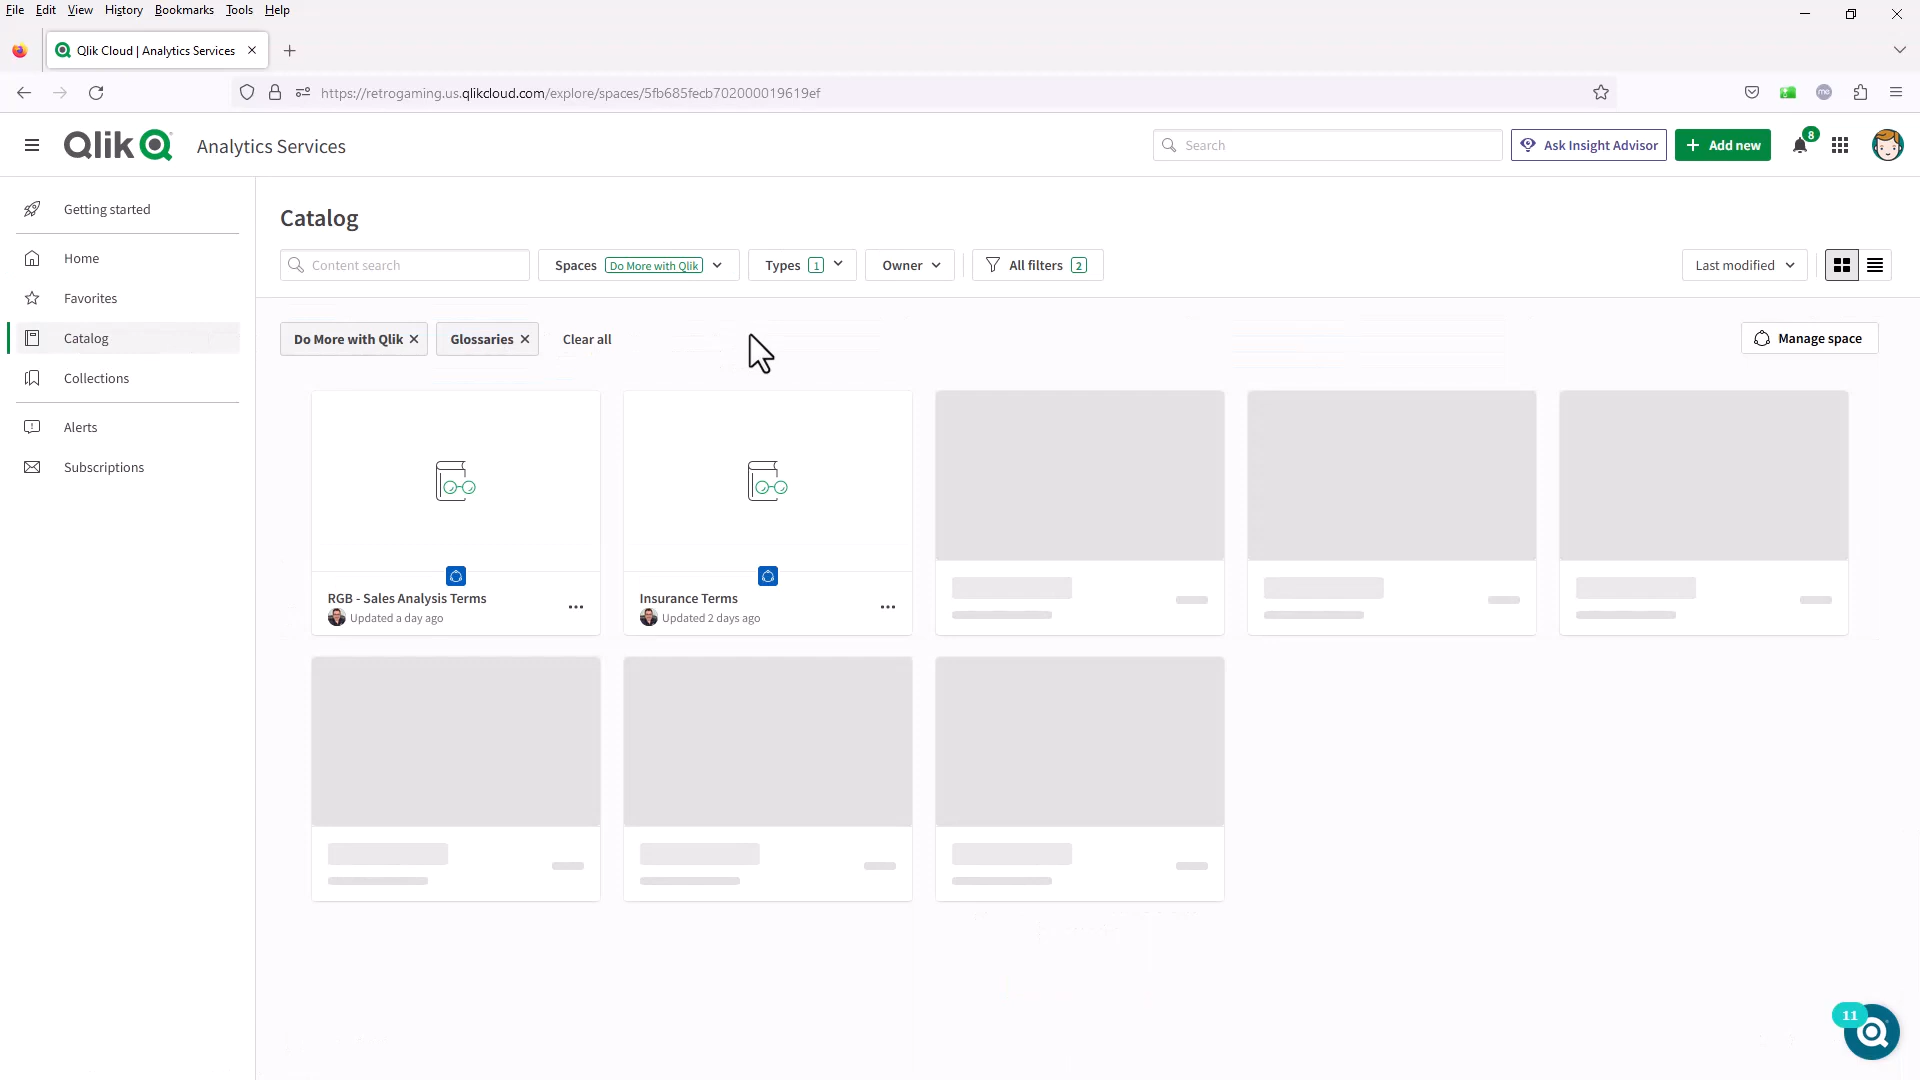 File Edit View History Bookmarks Tools Help
Qlik Cloud | Analytics Services
https://retrogaming.us.qlikcloud.com/explore/spaces/5fb685fecb702000019619ef
Qlik Analytics Services Search Ask Insight Advisor Add new 8
Getting started
Home
Favorites
Catalog
Collections
Alerts
Subscriptions
Catalog
Content search Spaces Do More with Qlik Types 1 Owner All filters 2 Last modified
Do More with Qlik Glossaries Clear all Manage space
RGB - Sales Analysis Terms
Updated a day ago
Insurance Terms
Updated 2 days ago
11